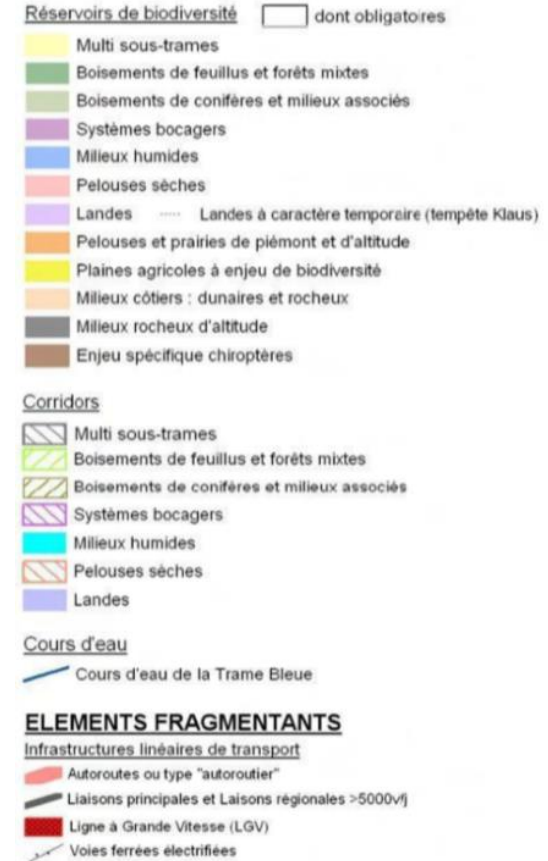 Réservoirs de biodiversité dont obligatoires
Multi sous-trames
Boisements de feuillus et forêts mixtes
Boisements de conifères et milieux associés
Systèmes bocagers
Milieux humides
Pelouses sèches
Landes Landes à caractère temporaire (tempête Klaus)
Pelouses et prairies de piémont et d'altitude
Plaines agricoles à enjeu de biodiversité
Milieux côtiers : dunaires et rocheux
Milieux rocheux d'altitude
Enjeu spécifique chiroptères
Corridors
Multi sous-trames
Boisements de feuillus et forêts mixtes
Boisements de conifères et milieux associés
Systèmes bocagers
Milieux humides
Pelouses sèches
Landes
Cours d'eau
Cours d'eau de la Trame Bleue
ELEMENTS FRAGMENTANTS
Infrastructures linéaires de transport
Autoroutes ou type "autoroutier"
Liaisons principales et Laisons régionales >5000v/j
Ligne à Grande Vitesse (LGV)
Voies ferrées électrifiées